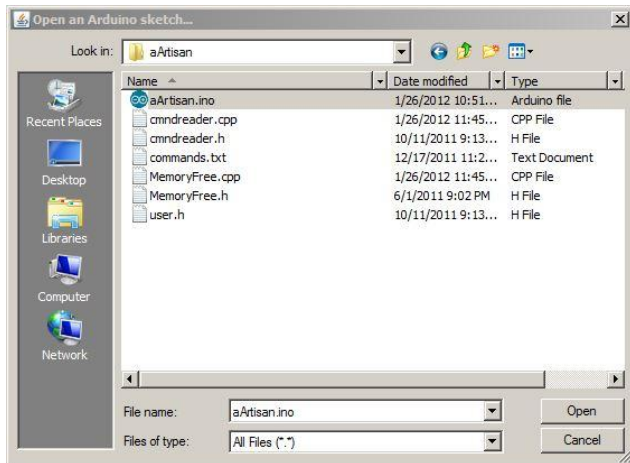 Open an Arduino sketch...
Look in: aArtisan
Name Date modified Type
aArtisan.ino 1/26/2012 10:51... Arduino file
cmndreader.cpp 1/26/2012 11:45... CPP File
cmndreader.h 10/11/2011 9:13... H File
commands.txt 12/17/2011 11:2... Text Document
MemoryFree.cpp 1/26/2012 11:45... CPP File
MemoryFree.h 6/1/2011 9:02 PM H File
user.h 10/11/2011 9:13... H File
Recent Places
Desktop
Libraries
Computer
Network
File name: aArtisan.ino Open
Files of type: All Files (*.*) Cancel